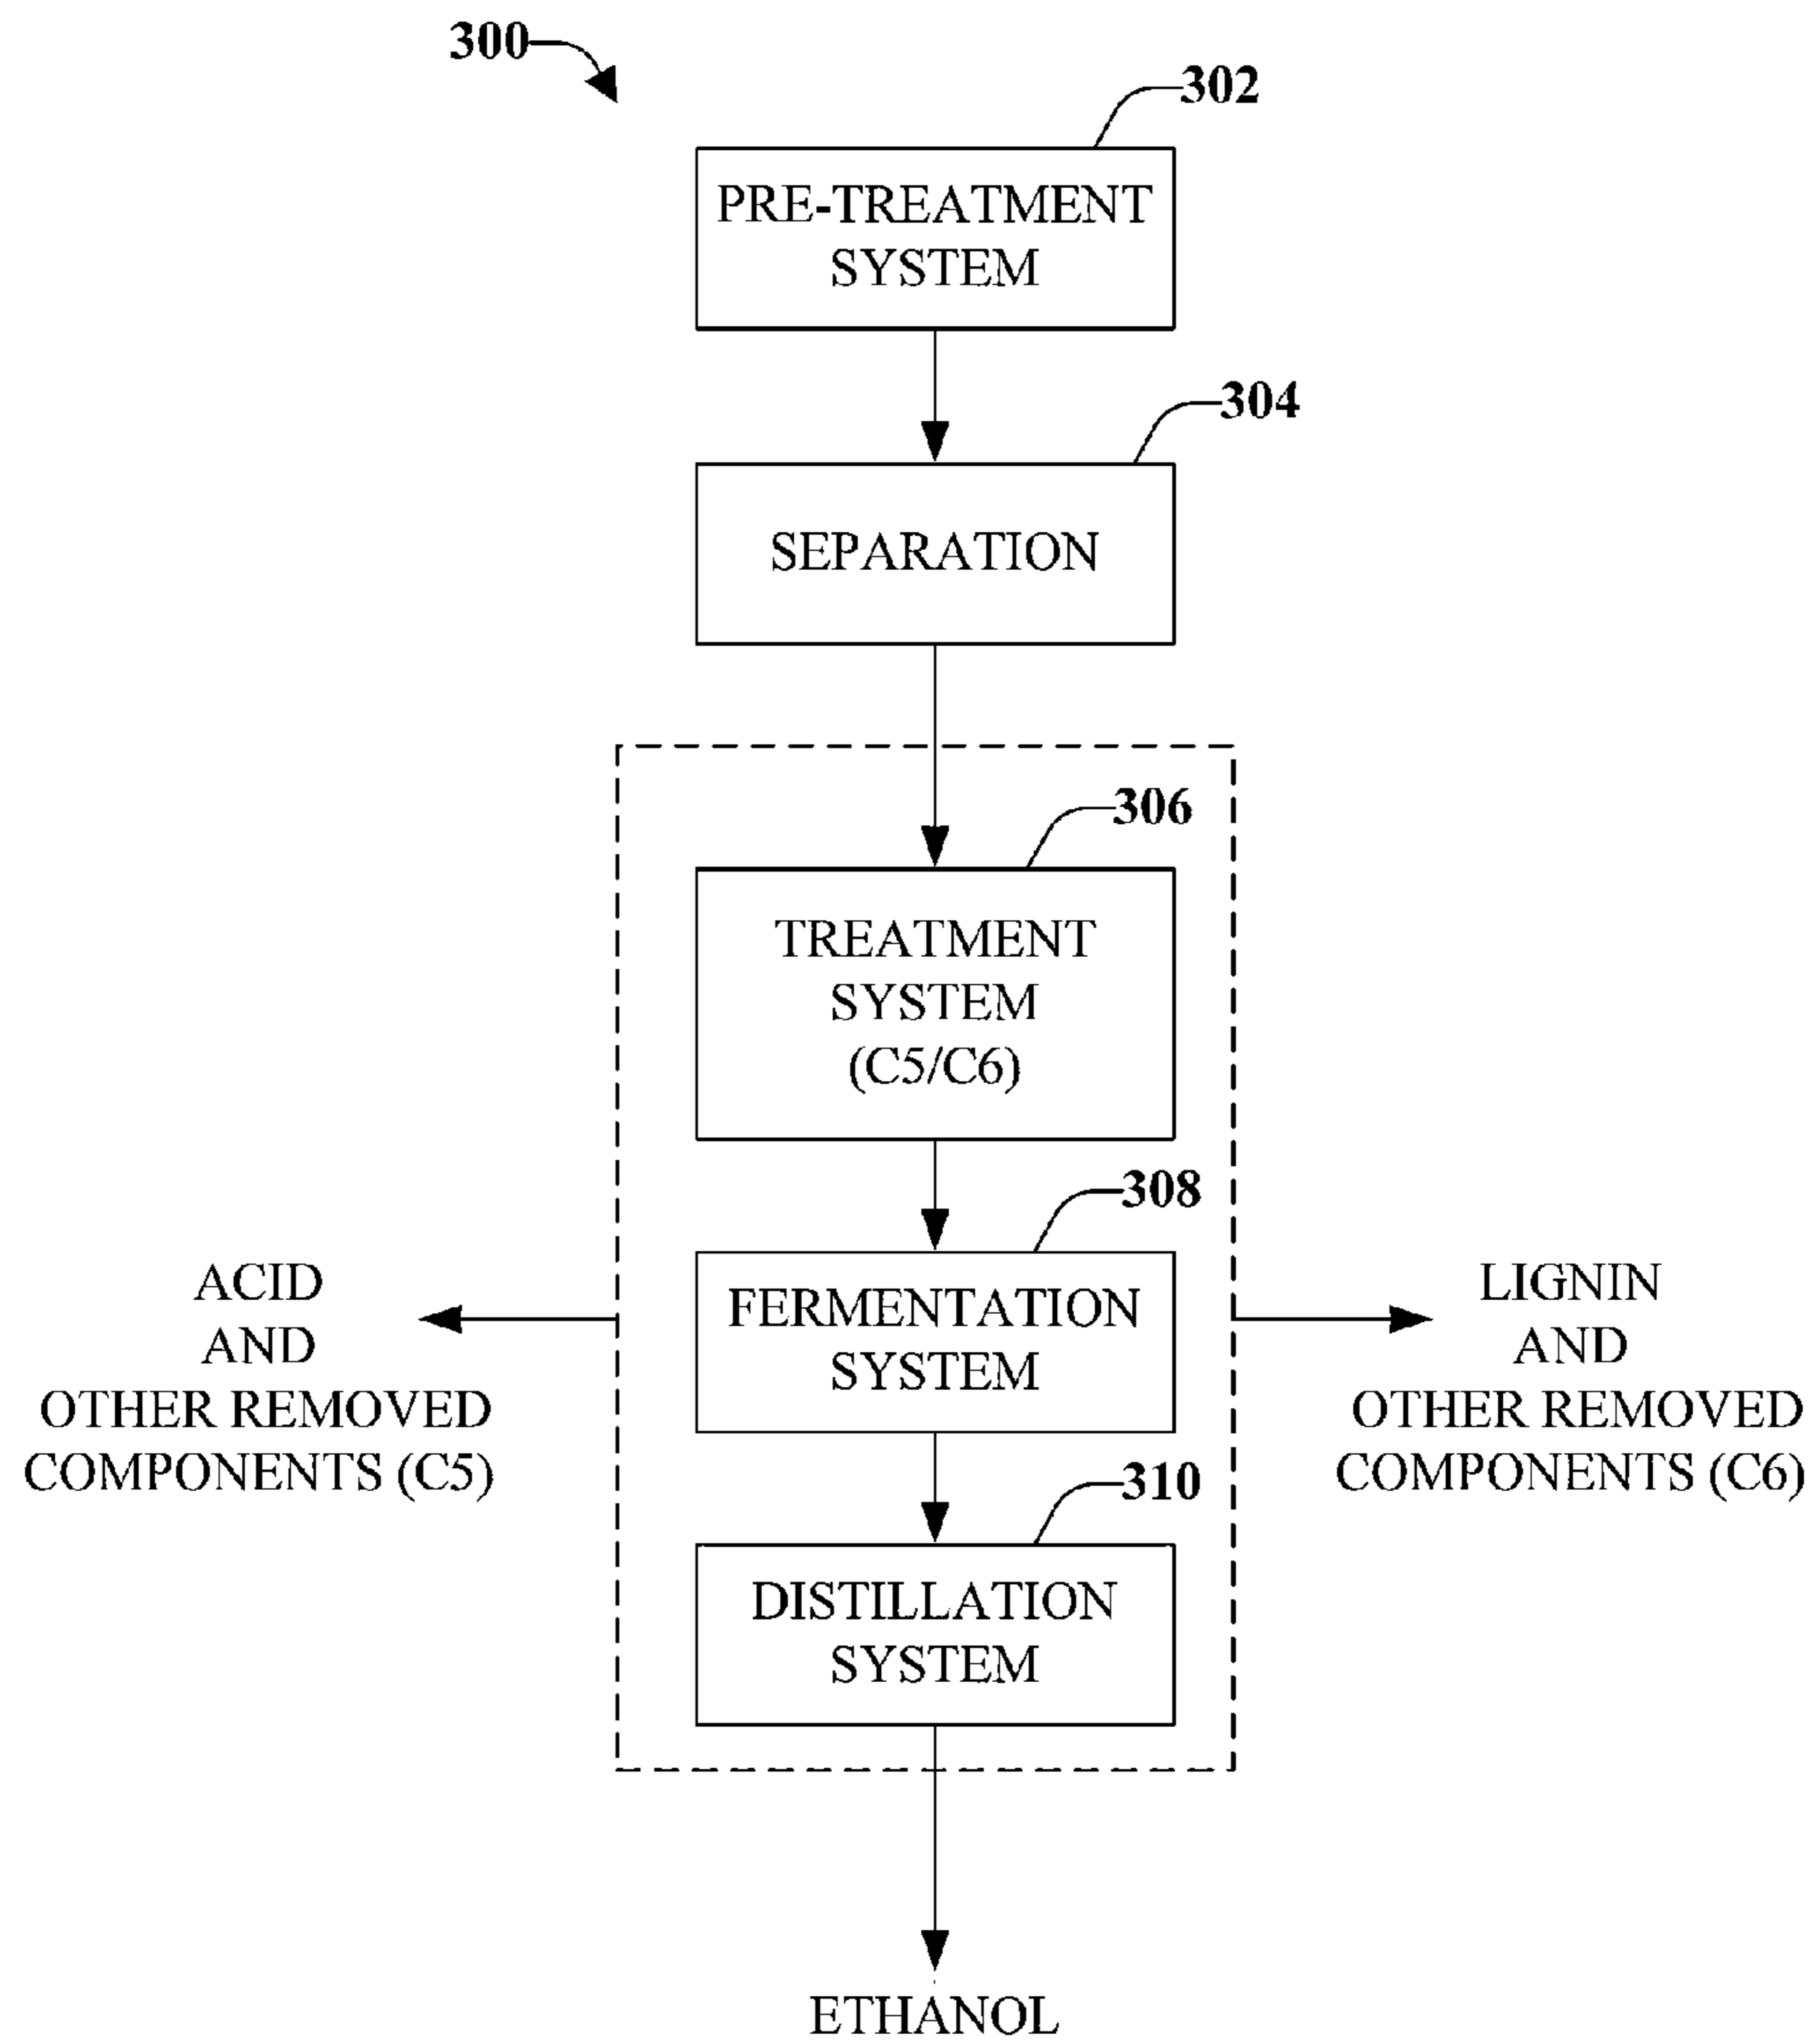 300
302
PRE-TREATMENT
SYSTEM
304
SEPARATION
306
TREATMENT
SYSTEM
(C5/C6)
308
FERMENTATION
SYSTEM
ACID
AND
OTHER REMOVED
COMPONENTS (C5)
LIGNIN
AND
OTHER REMOVED
COMPONENTS (C6)
310
DISTILLATION
SYSTEM
ETHANOL